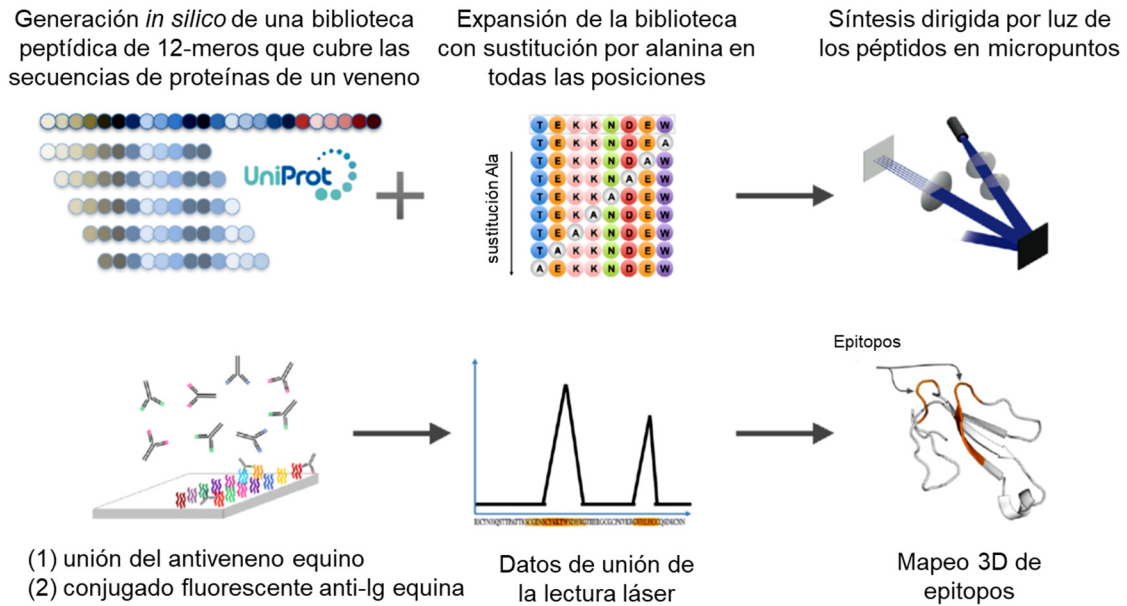 Generación in silico de una biblioteca
peptídica de 12-meros que cubre las
secuencias de proteínas de un veneno
Expansión de la biblioteca
con sustitución por alanina en
todas las posiciones
Síntesis dirigida por luz de
los péptidos en micropuntos
UniProt
sustitución Ala
T E K K N D E W
T E K K N D E A
T E K K N D A W
T E K K N A E W
T E K K A D E W
T E K A N D E W
T E A K N D E W
T A K K N D E W
A E K K N D E W
Epitopos
(1) unión del antiveneno equino
(2) conjugado fluorescente anti-Ig equina
Datos de unión de
la lectura láser
Mapeo 3D de
epitopos